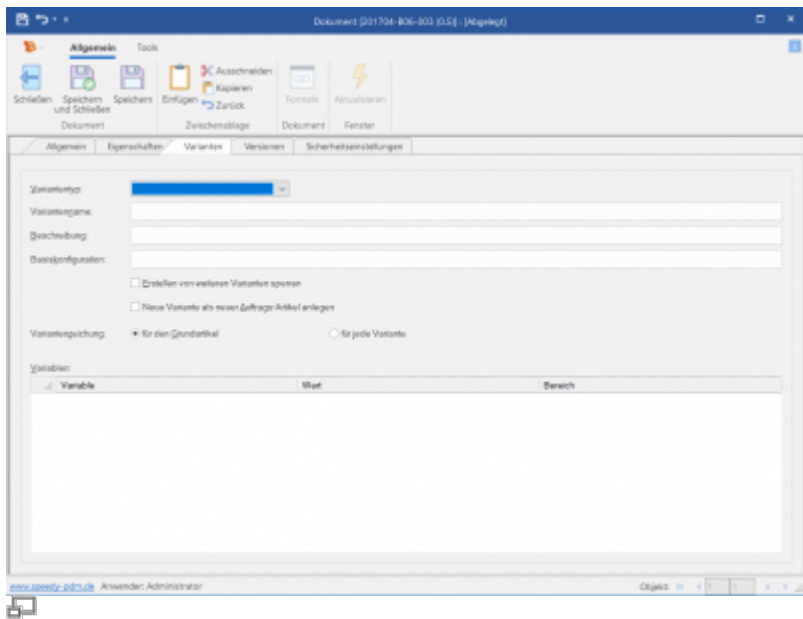 Dokument [201704-B06-003 (0.5)] : [Abgelegt]
Allgemein Tools
Schließen Speichern und Schließen Speichern Einfügen Ausschneiden Kopieren Zurück Formeln Aktualisieren
Dokument Zwischenablage Dokument Fenster
Allgemein Eigenschaften Varianten Versionen Sicherheitseinstellungen
Variantentyp:
Variantenname:
Beschreibung:
Basiskonfiguration:
Erstellen von weiteren Varianten sperren
Neue Variante als neuer Auftrags-Artikel anlegen
Variantenzeichung: für den Grundartikel für jede Variante
Variablen:
Variable Wert Bereich
www.speedy-pdm.de Anwender: Administrator Objekt: